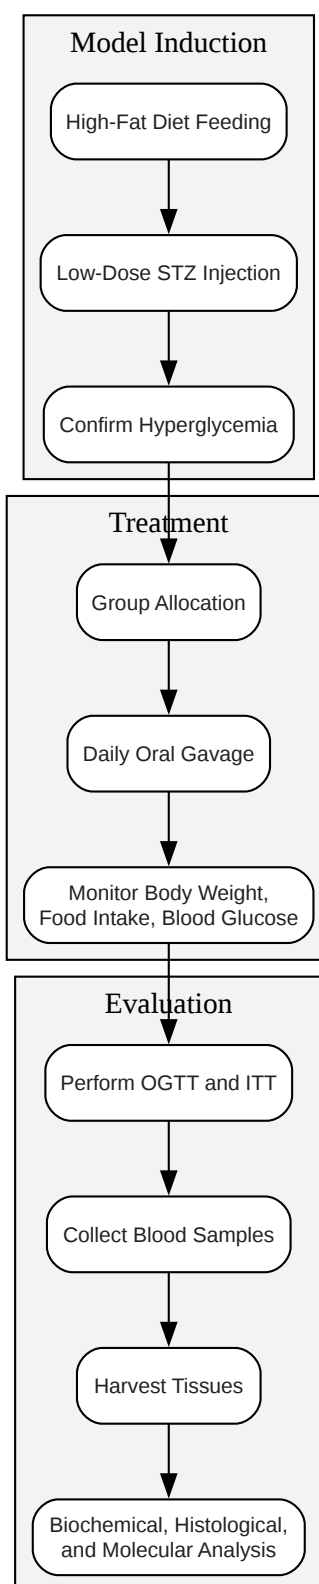 Model Induction
High-Fat Diet Feeding
Low-Dose STZ Injection
Confirm Hyperglycemia
Treatment
Group Allocation
Daily Oral Gavage
Monitor Body Weight,
Food Intake, Blood Glucose
Evaluation
Perform OGTT and ITT
Collect Blood Samples
Harvest Tissues
Biochemical, Histological,
and Molecular Analysis